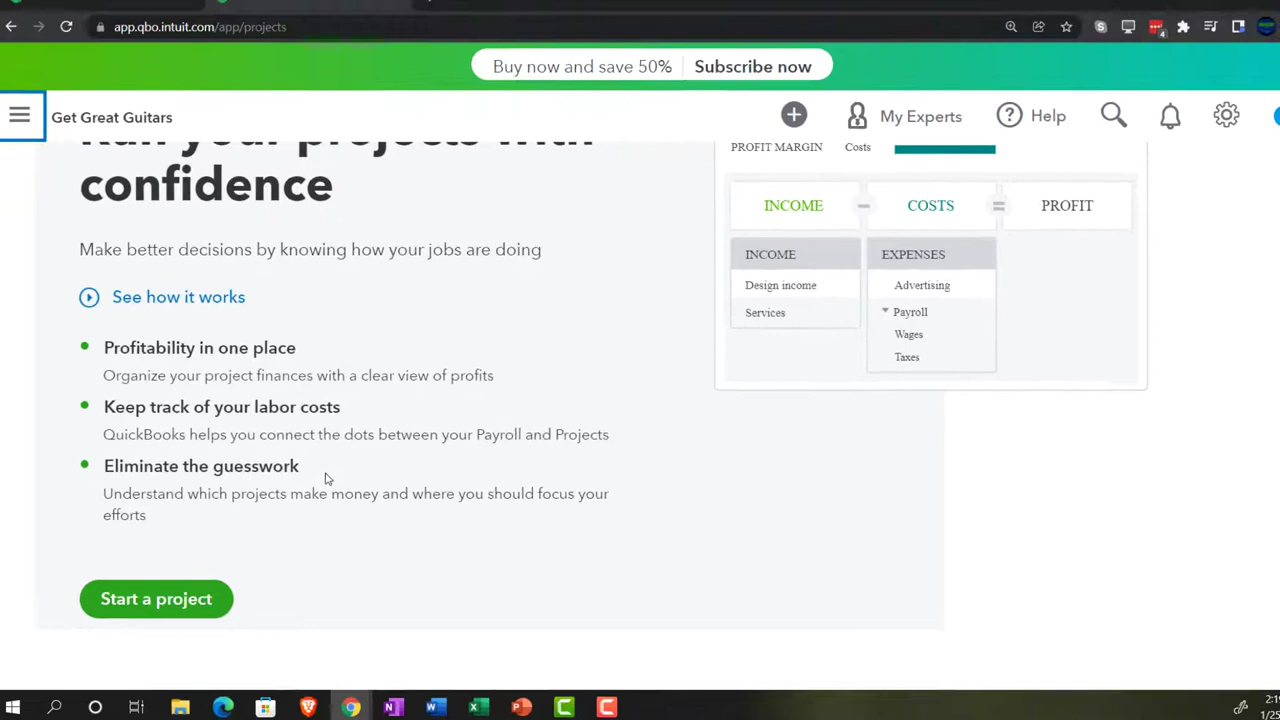 app.qbo.intuit.com/app/projects
4
Buy now and save 50% Subscribe now
Get Great Guitars
My Experts
Help
Run your projects with
confidence
Make better decisions by knowing how your jobs are doing
See how it works
Profitability in one place
Organize your project finances with a clear view of profits
Keep track of your labor costs
QuickBooks helps you connect the dots between your Payroll and Projects
Eliminate the guesswork
Understand which projects make money and where you should focus your
efforts
Start a project
PROFIT MARGIN Costs
INCOME COSTS PROFIT
INCOME EXPENSES
Design income Advertising
Services Payroll
Wages
Taxes